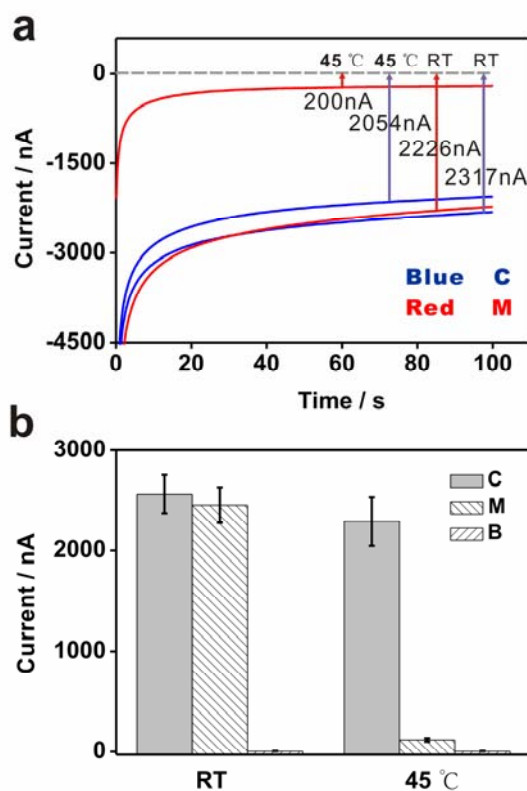 a
45 ℃ 45 ℃ RT RT
0
200nA
2054nA
-1500
2226nA
2317nA
Current / nA
-3000
Blue C
Red M
-4500
0 20 40 60 80 100
Time / s
b
3000
C
M
B
2000
Current / nA
1000
0
RT 45 ℃